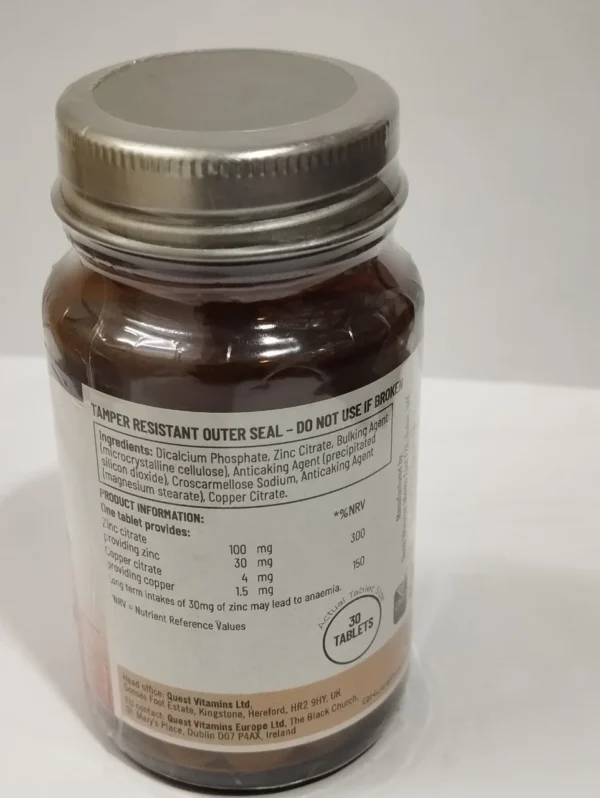 TAMPER RESISTANT OUTER SEAL – DO NOT USE IF BROKEN
Ingredients: Dicalcium Phosphate, Zinc Citrate, Bulking Agent
(microcrystalline cellulose), Anticaking Agent (precipitated
silicon dioxide), Croscarmellose Sodium, Anticaking Agent
(magnesium stearate), Copper Citrate.
PRODUCT INFORMATION:
One tablet provides: *%NRV
Zinc citrate 100 mg
providing zinc 30 mg 300
Copper citrate 4 mg
providing copper 1.5 mg 150
Long term intakes of 30mg of zinc may lead to anaemia.
*NRV = Nutrient Reference Values
Actual Tablet Size
30
TABLETS
Head office: Quest Vitamins Ltd,
Gooses Foot Estate, Kingstone, Hereford, HR2 9HY, UK
EU contact: Quest Vitamins Europe Ltd, The Black Church,
St. Mary's Place, Dublin D07 P4AX, Ireland
Manufactured by